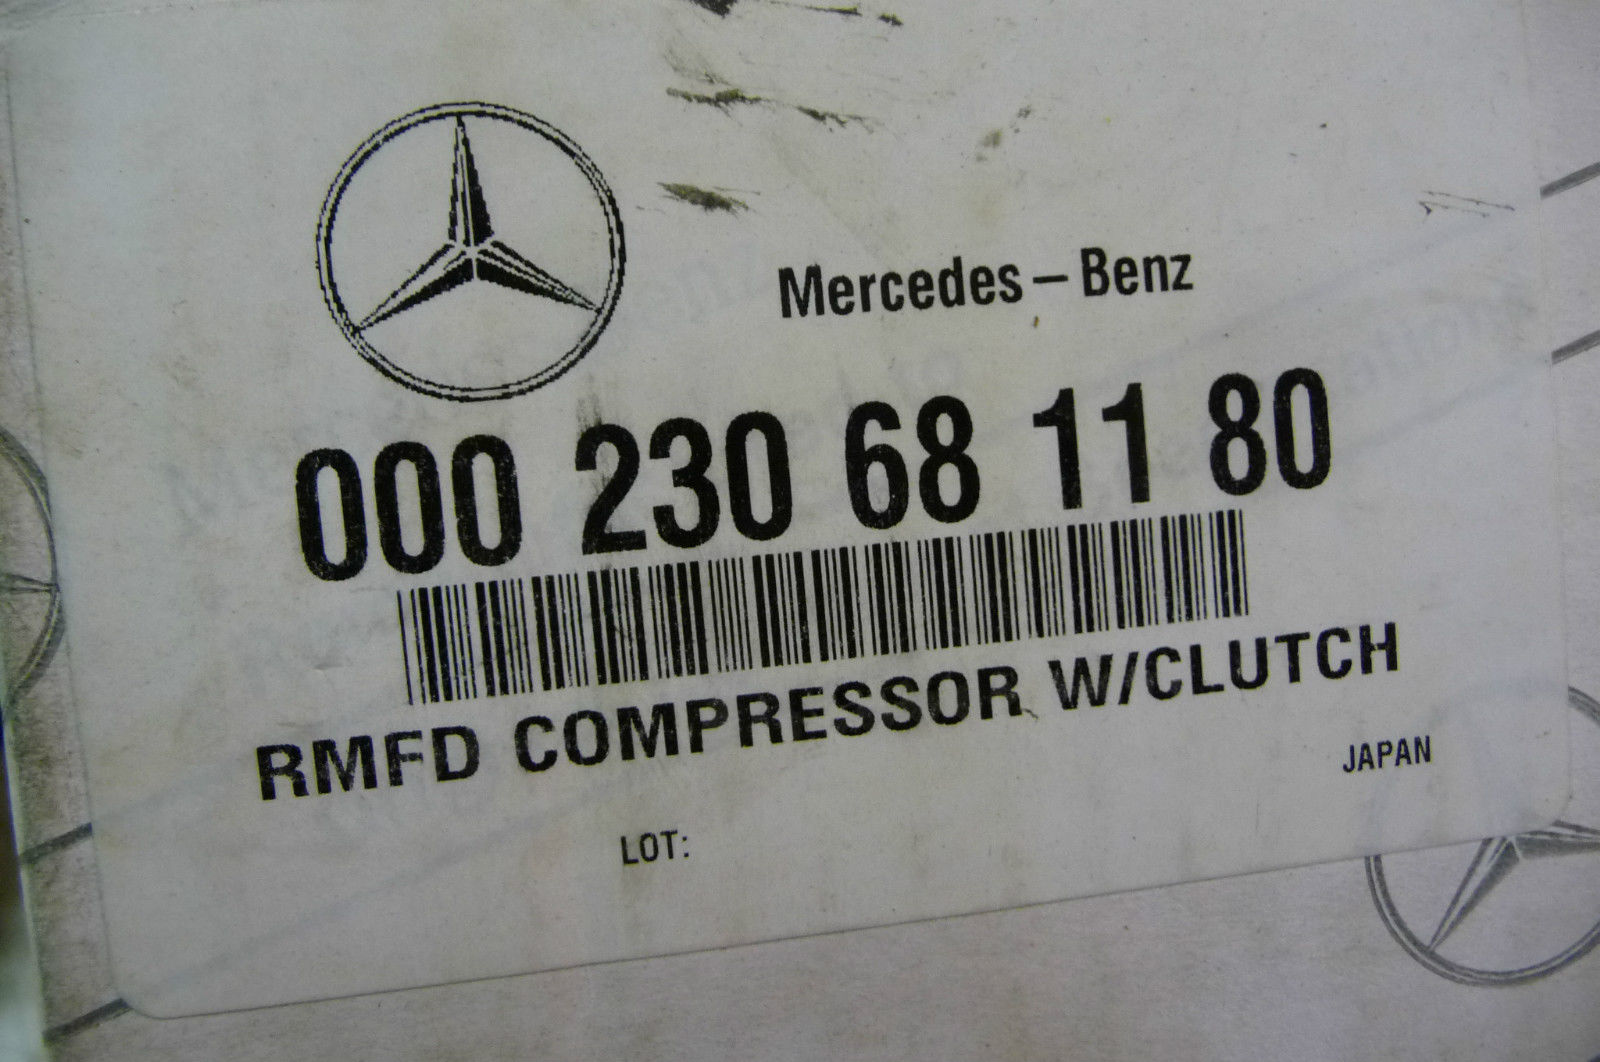 Mercedes–Benz
000 230 68 11 80
RMFD COMPRESSOR W/CLUTCH
JAPAN
LOT: